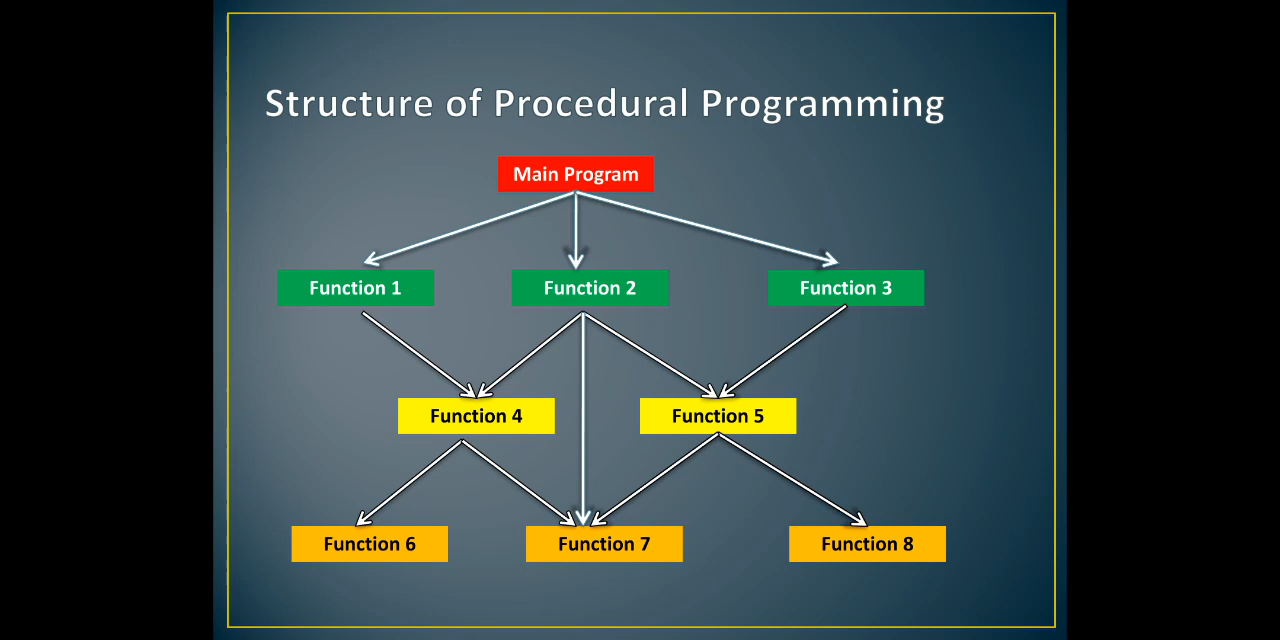 Structure of Procedural Programming
Main Program
Function 1
Function 2
Function 3
Function 4
Function 5
Function 6
Function 7
Function 8